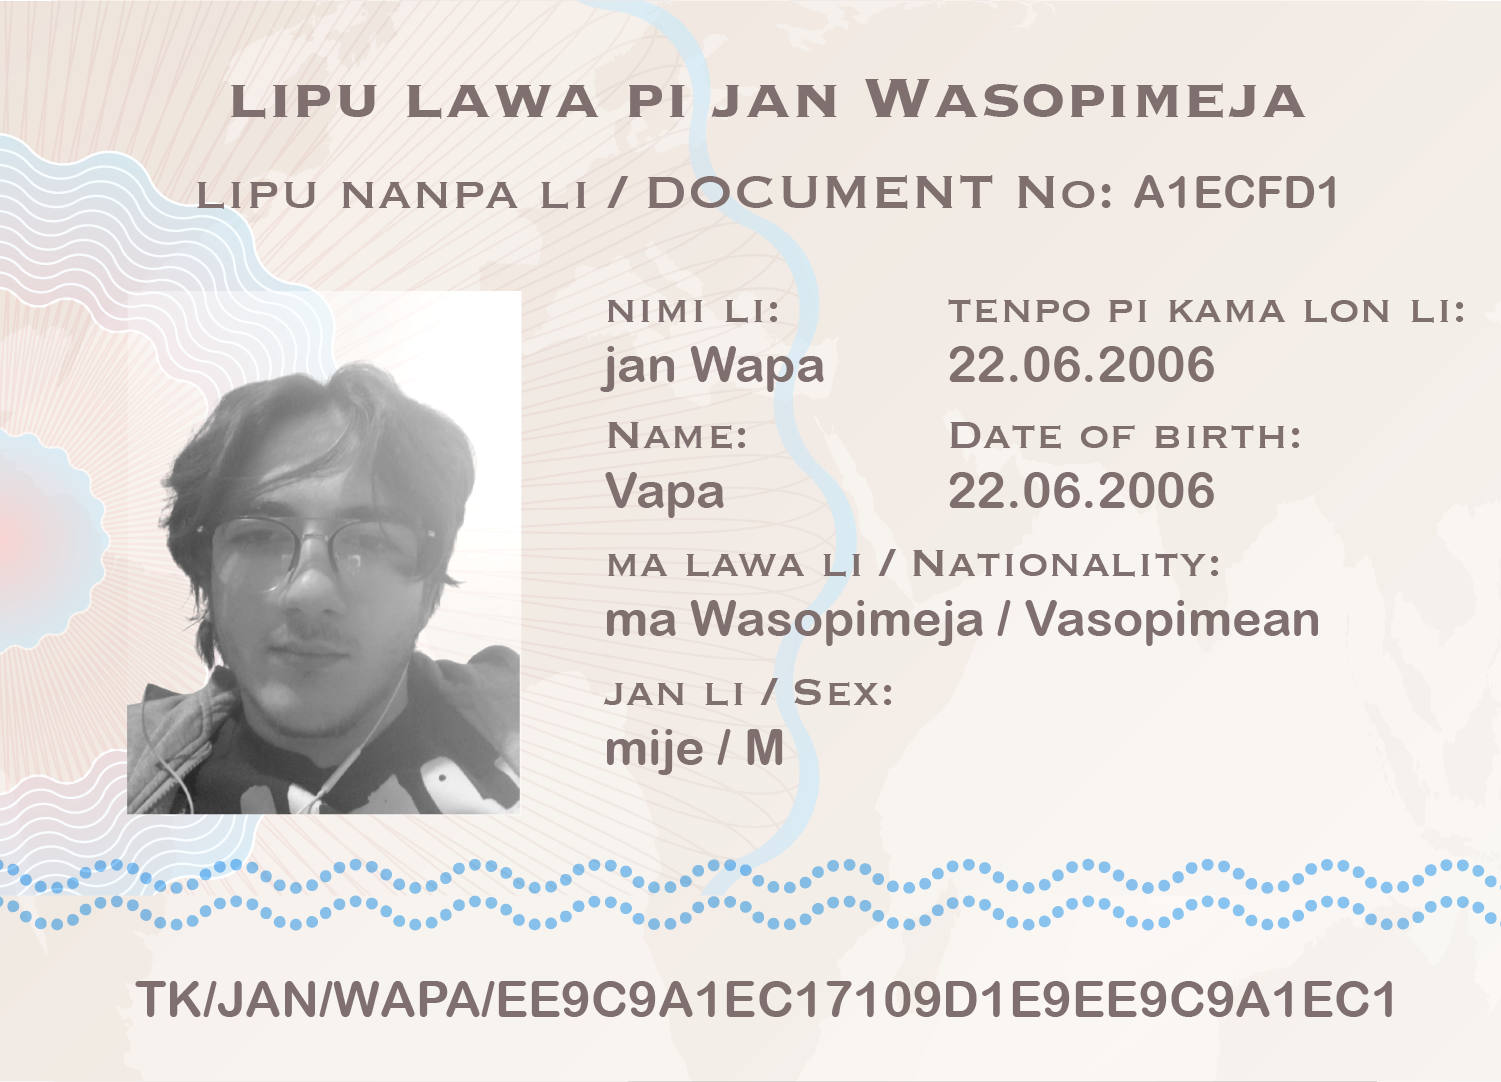 LIPU LAWA PI JAN WASOPIMEJA
LIPU NANPA LI / DOCUMENT NO: A1ECFD1
NIMI LI:
jan Wapa
TENPO PI KAMA LON LI:
22.06.2006
NAME:
Vapa
DATE OF BIRTH:
22.06.2006
MA LAWA LI / NATIONALITY:
ma Wasopimeja / Vasopimean
JAN LI / SEX:
mije / M
TK/JAN/WAPA/EE9C9A1EC17109D1E9EE9C9A1EC1